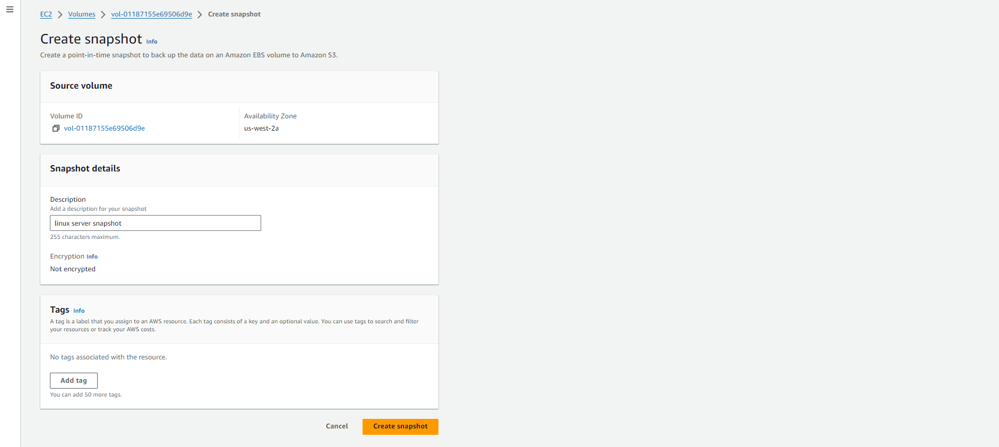 EC2 Volumes vol-01187155e69506d9e Create snapshot
Create snapshot Info
Create a point-in-time snapshot to back up the data on an Amazon EBS volume to Amazon S3.
Source volume
Volume ID
vol-01187155e69506d9e
Availability Zone
us-west-2a
Snapshot details
Description
Add a description for your snapshot
linux server snapshot
255 characters maximum.
Encryption Info
Not encrypted
Tags Info
A tag is a label that you assign to an AWS resource. Each tag consists of a key and an optional value. You can use tags to search and filter
your resources or track your AWS costs.
No tags associated with the resource.
Add tag
You can add 50 more tags.
Cancel Create snapshot